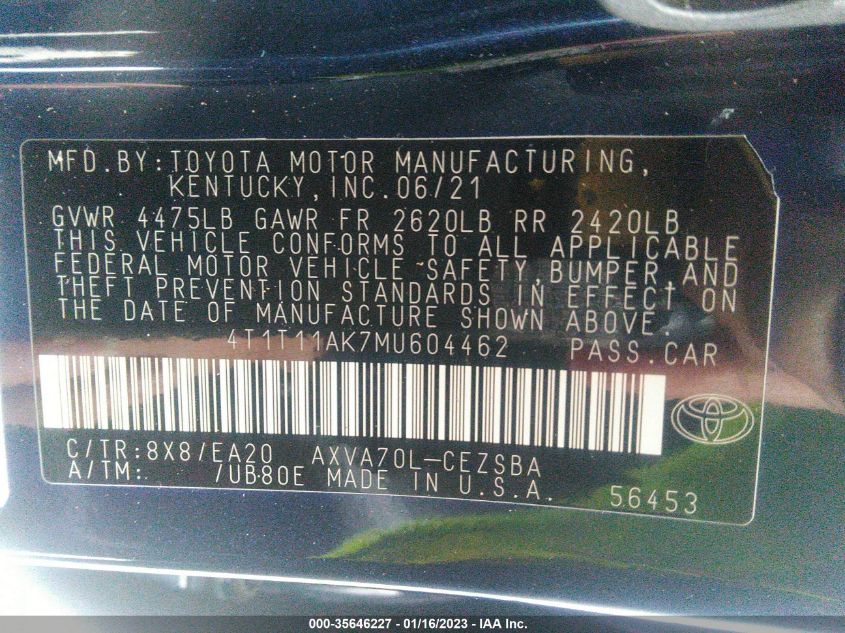 MFD.BY:TOYOTA MOTOR MANUFACTURING,
KENTUCKY,INC.06/21
GVWR 4475LB GAWR FR 2620LB RR 2420LB
THIS VEHICLE CONFORMS TO ALL APPLICABLE
FEDERAL MOTOR VEHICLE SAFETY,BUMPER,AND
THEFT PREVENTION STANDARDS IN EFFECT ON
THE DATE OF MANUFACTURE SHOWN ABOVE.
4T1T11AK7MU604462 PASS.CAR
C/TR:8X8/EA20 AXVA70L-CEZSBA
A/TM: /UB80E MADE IN U.S.A.
56453
000-35646227 - 01/16/2023 - IAA Inc.